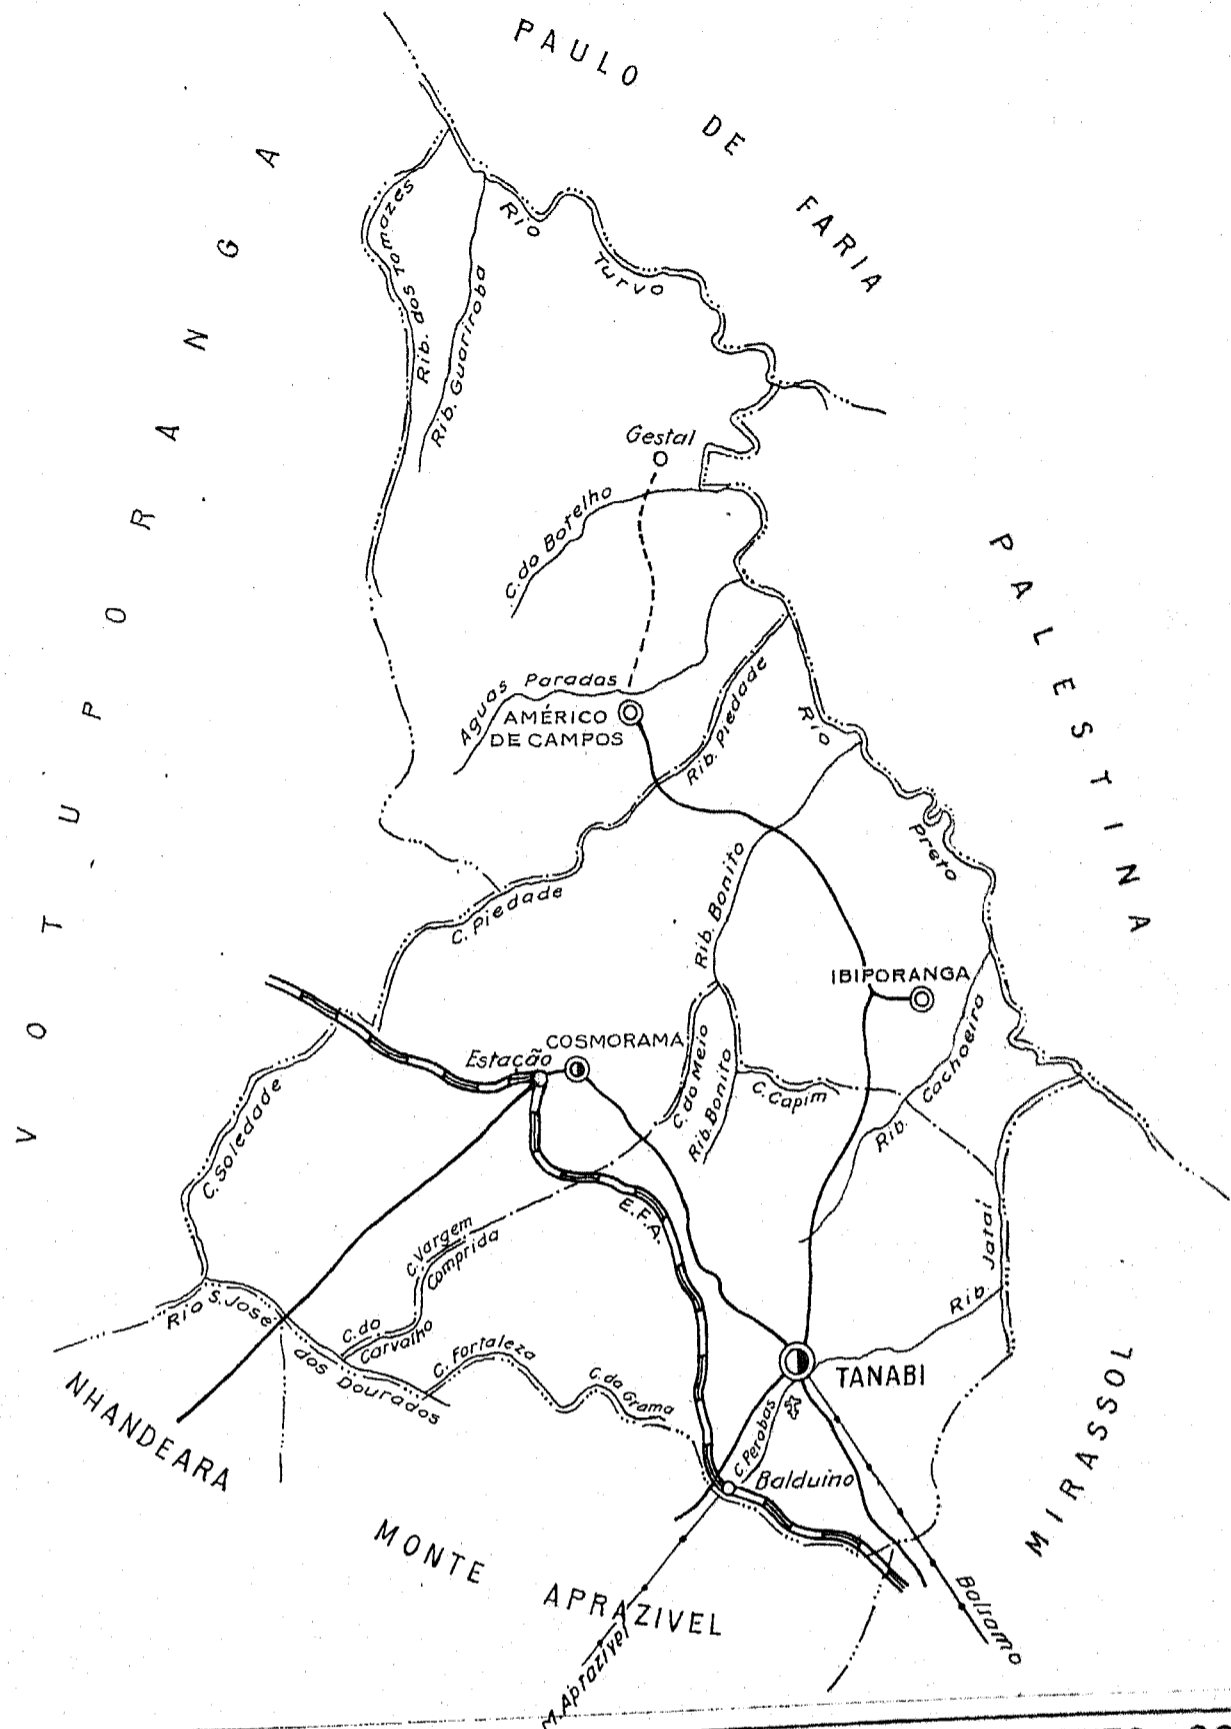 PAULO DE FARIA
VOTUPORANGA
Rib. dos Tomazes
Rib. Guariroba
Rio Turvo
Gestal
C. do Botelho
PALESTINA
Aguas Paradas
AMÉRICO
DE CAMPOS
Rib. Piedade
Rio Preto
C. Piedade
Rib. Bonito
IBIPORANGA
COSMORAMA
Estação
C. do Meio
Rib. Bonito
C. Capim
Rib. Cachoeira
C. Soledade
E.F.A.
C. Vargem
Comprida
Rib. Jataí
Rio S. José dos Dourados
C. do
Carvalho
C. Fortaleza
C. da Grama
TANABI
C. Perobas
Balduino
NHANDEARA
MIRASSOL
MONTE APRAZIVEL
M. Aprazivel
Balsamo